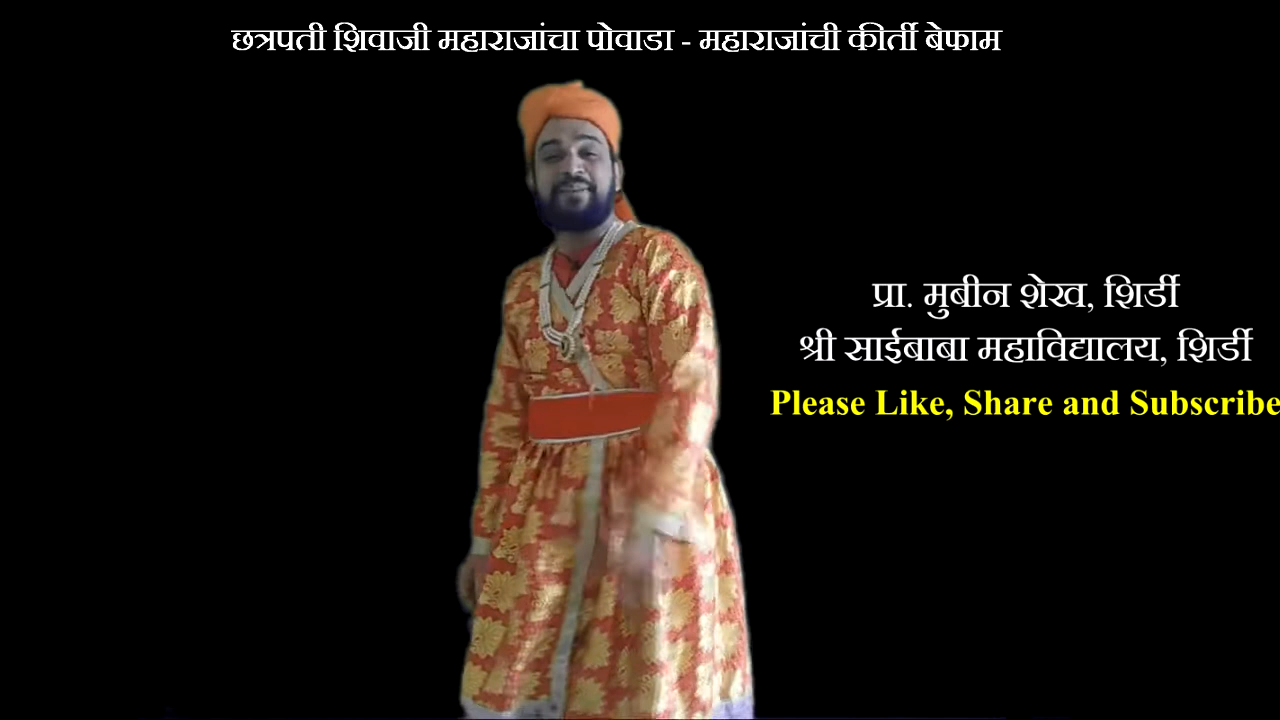 छत्रपती शिवाजी महाराजांचा पोवाडा - महाराजांची कीर्ती बेफाम
प्रा. मुबीन शेख, शिर्डी
श्री साईबाबा महाविद्यालय, शिर्डी
Please Like, Share and Subscribe